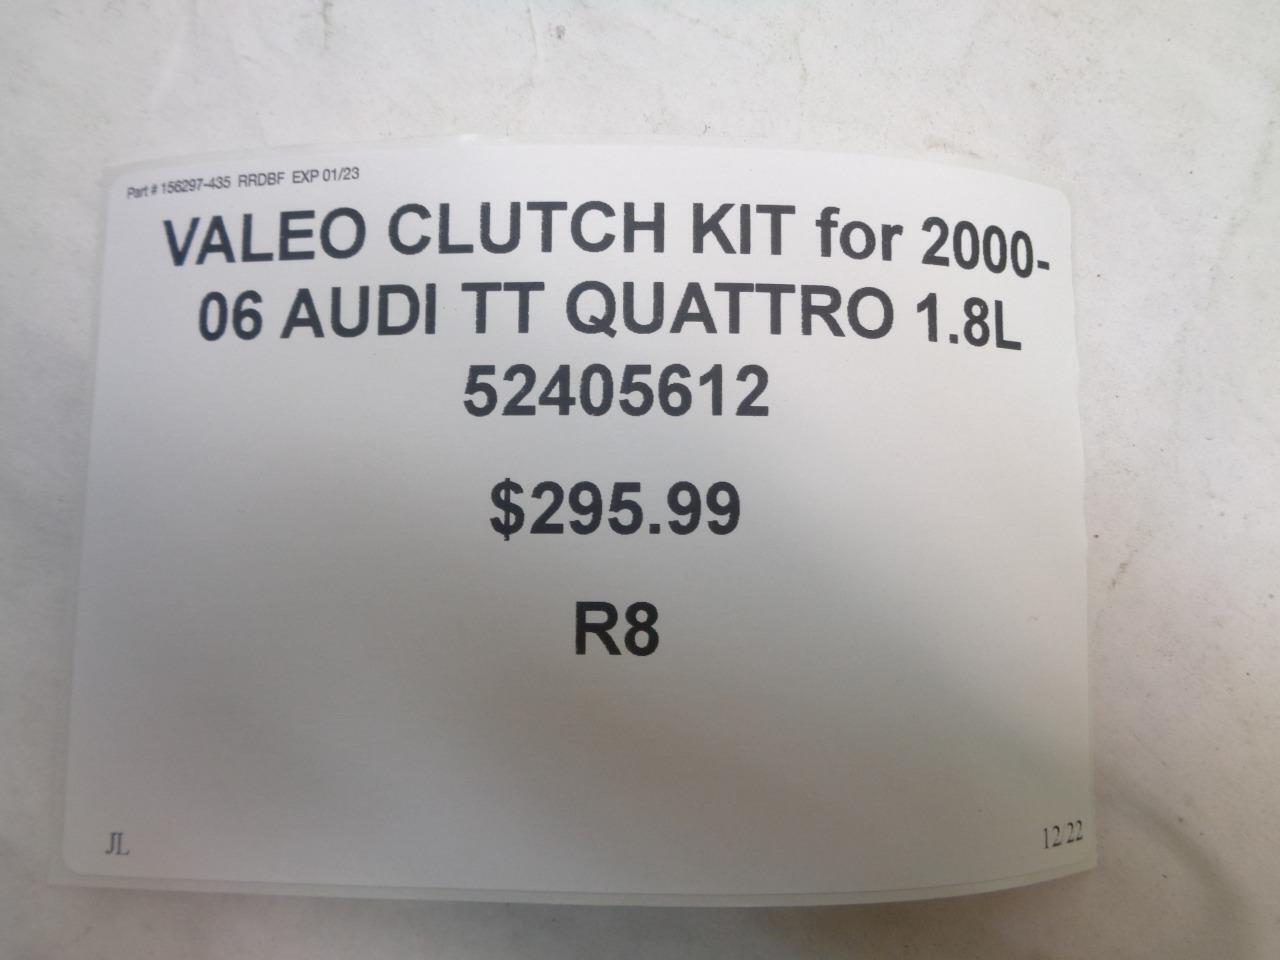 Part # 156297-435 RRDBF EXP 01/23
VALEO CLUTCH KIT for 2000-
06 AUDI TT QUATTRO 1.8L
52405612
$295.99
R8
JL
12/22